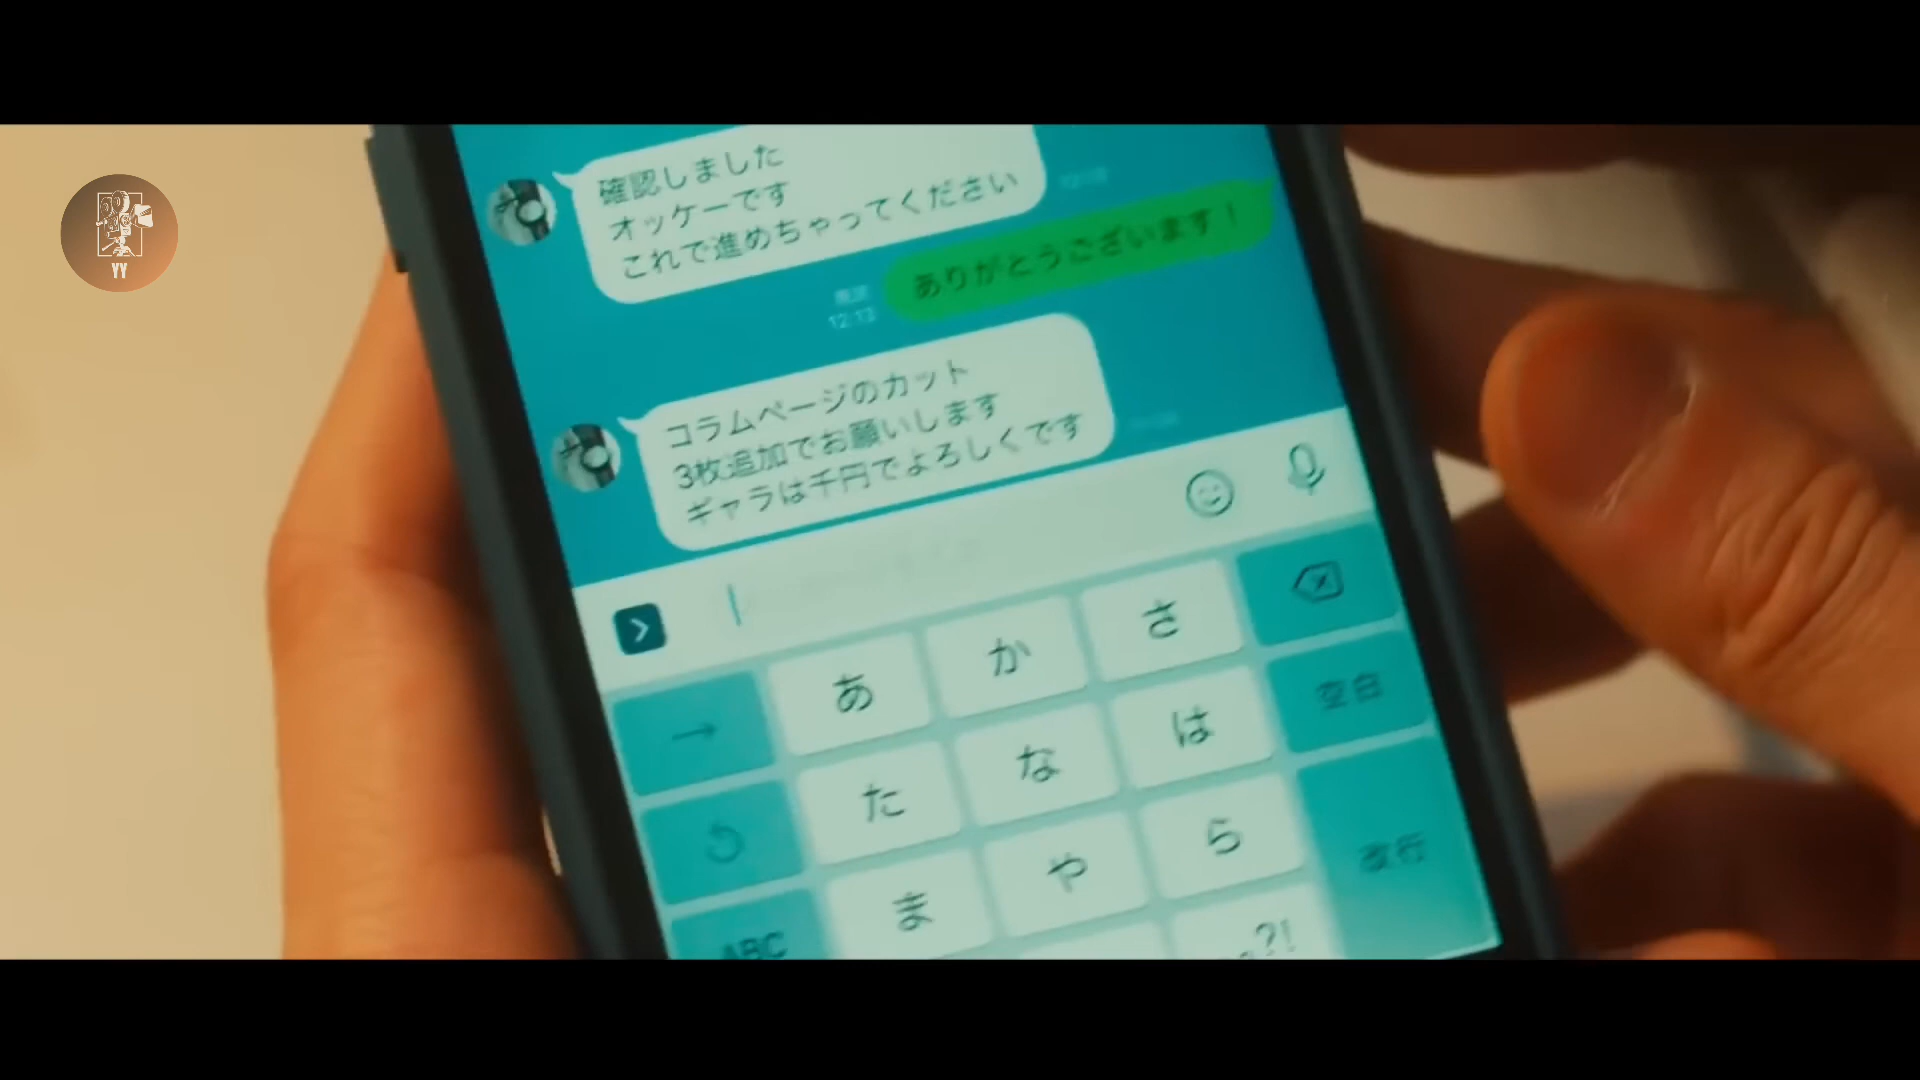 YY
確認しました
オッケーです
これで進めちゃってください
ありがとうございます！
既読
12:13
コラムページのカット
3枚追加でお願いします
ギャラは千円でよろしくです
→ あ か さ
た な は 空白
ABC ま や ら 改行
.,?!